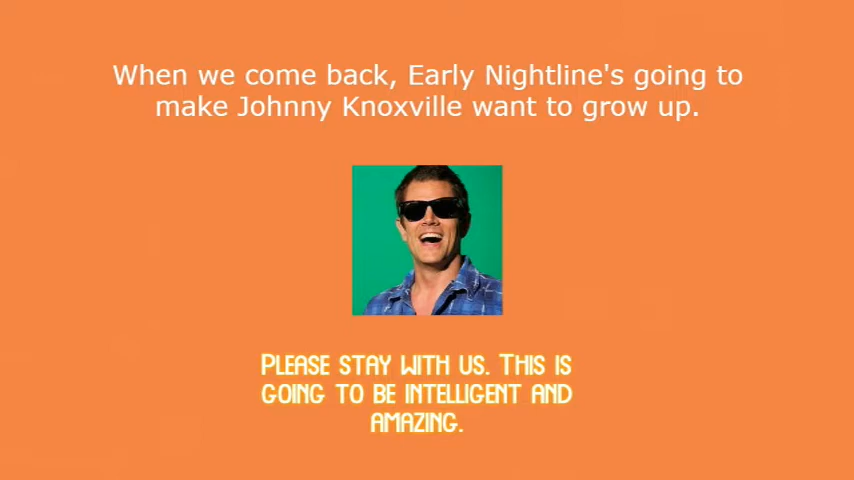 When we come back, Early Nightline's going to
make Johnny Knoxville want to grow up.
PLEASE STAY WITH US. THIS IS
GOING TO BE INTELLIGENT AND
AMAZING.